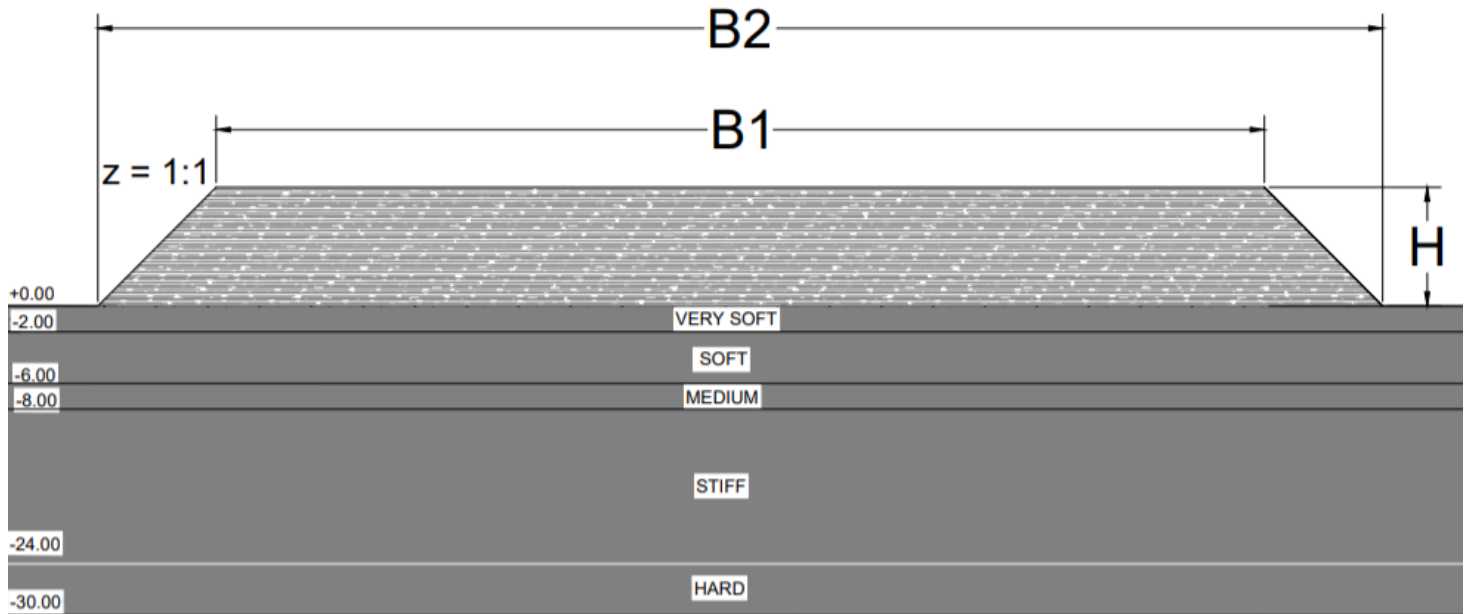 B2
B1
z = 1:1
H
+0.00
-2.00
VERY SOFT
SOFT
-6.00
MEDIUM
-8.00
STIFF
-24.00
HARD
-30.00